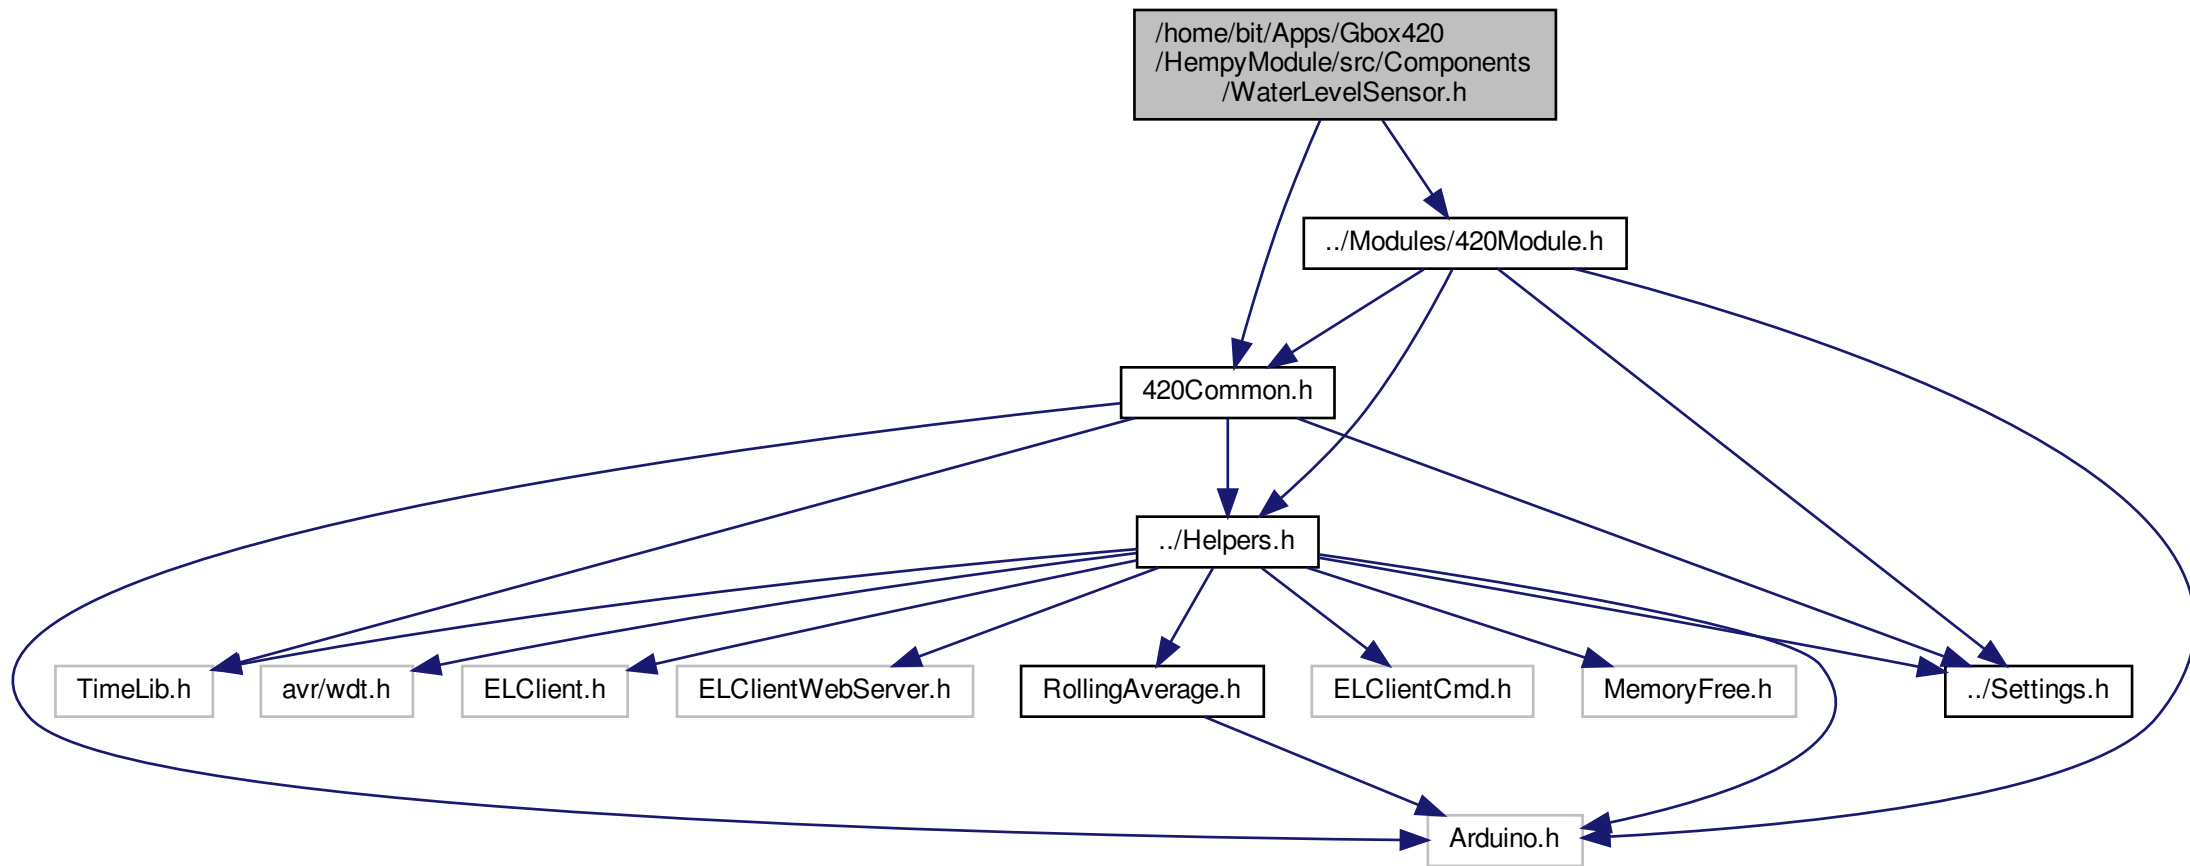 /home/bit/Apps/Gbox420
/HempyModule/src/Components
/WaterLevelSensor.h
../Modules/420Module.h
420Common.h
../Helpers.h
TimeLib.h
avr/wdt.h
ELClient.h
ELClientWebServer.h
RollingAverage.h
ELClientCmd.h
MemoryFree.h
../Settings.h
Arduino.h